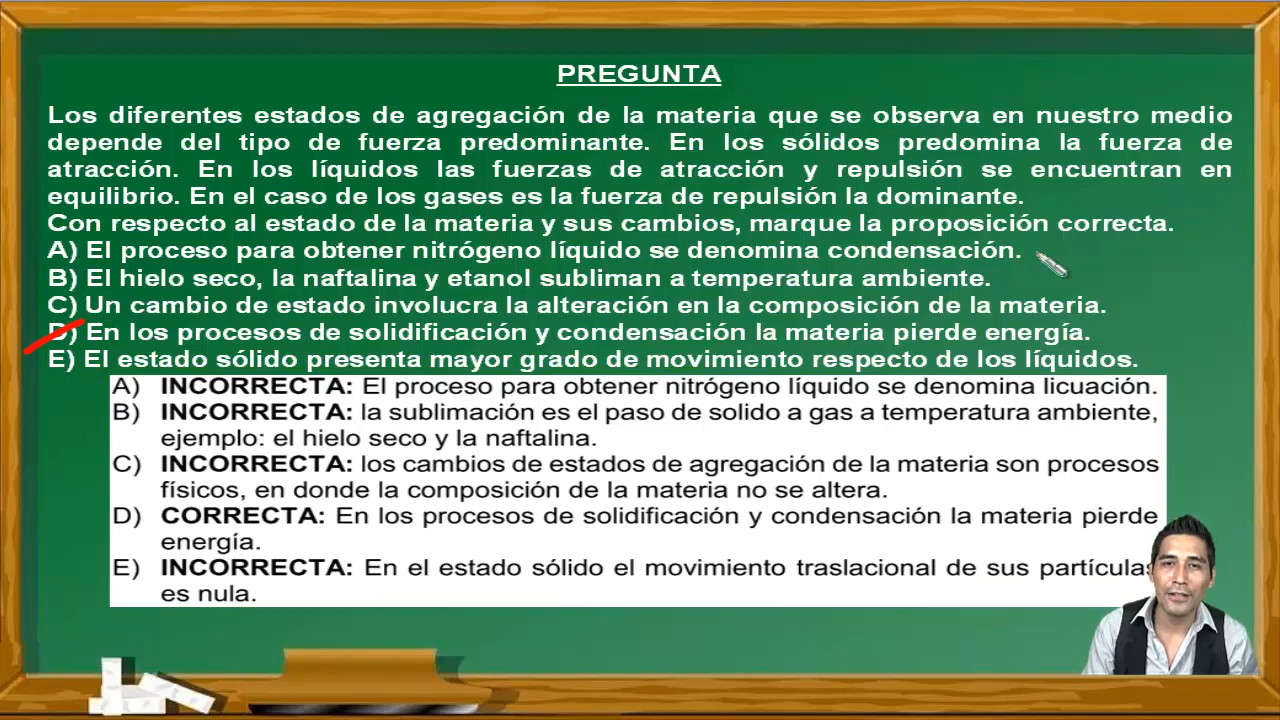 PREGUNTA
Los diferentes estados de agregación de la materia que se observa en nuestro medio
depende del tipo de fuerza predominante. En los sólidos predomina la fuerza de
atracción. En los líquidos las fuerzas de atracción y repulsión se encuentran en
equilibrio. En el caso de los gases es la fuerza de repulsión la dominante.
Con respecto al estado de la materia y sus cambios, marque la proposición correcta.
A) El proceso para obtener nitrógeno líquido se denomina condensación.
B) El hielo seco, la naftalina y etanol subliman a temperatura ambiente.
C) Un cambio de estado involucra la alteración en la composición de la materia.
D) En los procesos de solidificación y condensación la materia pierde energía.
E) El estado sólido presenta mayor grado de movimiento respecto de los líquidos.
A) INCORRECTA: El proceso para obtener nitrógeno líquido se denomina licuación.
B) INCORRECTA: la sublimación es el paso de solido a gas a temperatura ambiente,
ejemplo: el hielo seco y la naftalina.
C) INCORRECTA: los cambios de estados de agregación de la materia son procesos
físicos, en donde la composición de la materia no se altera.
D) CORRECTA: En los procesos de solidificación y condensación la materia pierde
energía.
E) INCORRECTA: En el estado sólido el movimiento traslacional de sus partículas
es nula.